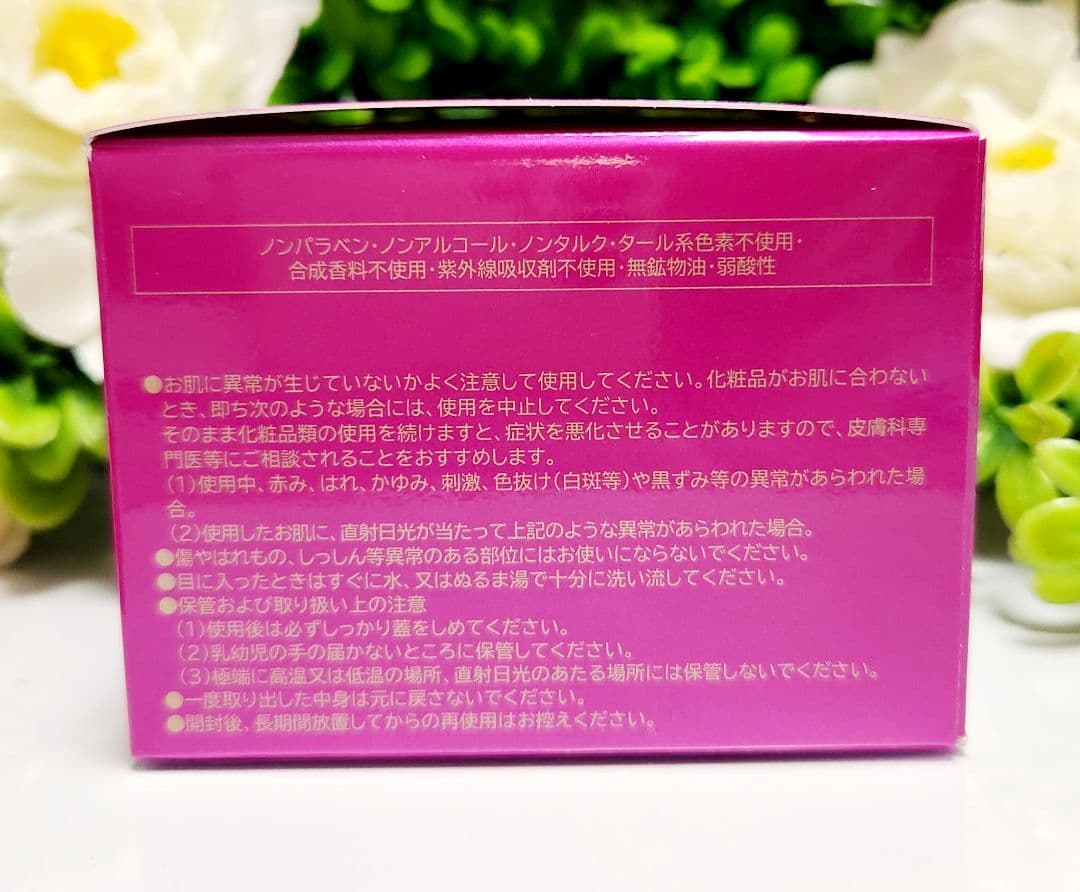 ノンパラベン・ノンアルコール・ノンタルク・タール系色素不使用・
合成香料不使用・紫外線吸収剤不使用・無鉱物油・弱酸性
●お肌に異常が生じていないかよく注意して使用してください。化粧品がお肌に合わない
とき、即ち次のような場合には、使用を中止してください。
そのまま化粧品類の使用を続けますと、症状を悪化させることがありますので、皮膚科専
門医等にご相談されることをおすすめします。
(1)使用中、赤み、はれ、かゆみ、刺激、色抜け(白斑等)や黒ずみ等の異常があらわれた場
合。
(2)使用したお肌に、直射日光が当たって上記のような異常があらわれた場合。
●傷やはれもの、しっしん等異常のある部位にはお使いにならないでください。
●目に入ったときはすぐに水、又はぬるま湯で十分に洗い流してください。
●保管および取り扱い上の注意
(1)使用後は必ずしっかり蓋をしめてください。
(2)乳幼児の手の届かないところに保管してください。
(3)極端に高温又は低温の場所、直射日光のあたる場所には保管しないでください。
●一度取り出した中身は元に戻さないでください。
●開封後、長期間放置してからの再使用はお控えください。